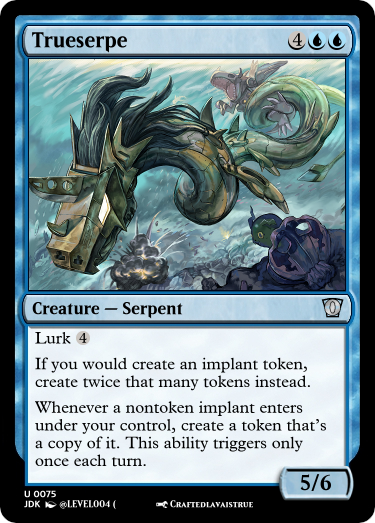 Trueserpe 4
Creature — Serpent
Lurk 4
If you would create an implant token,
create twice that many tokens instead.
Whenever a nontoken implant enters
under your control, create a token that's
a copy of it. This ability triggers only
once each turn.
5/6
U 0075
JDK @LEVEL004 ( CRAFTEDLAVAISTRUE